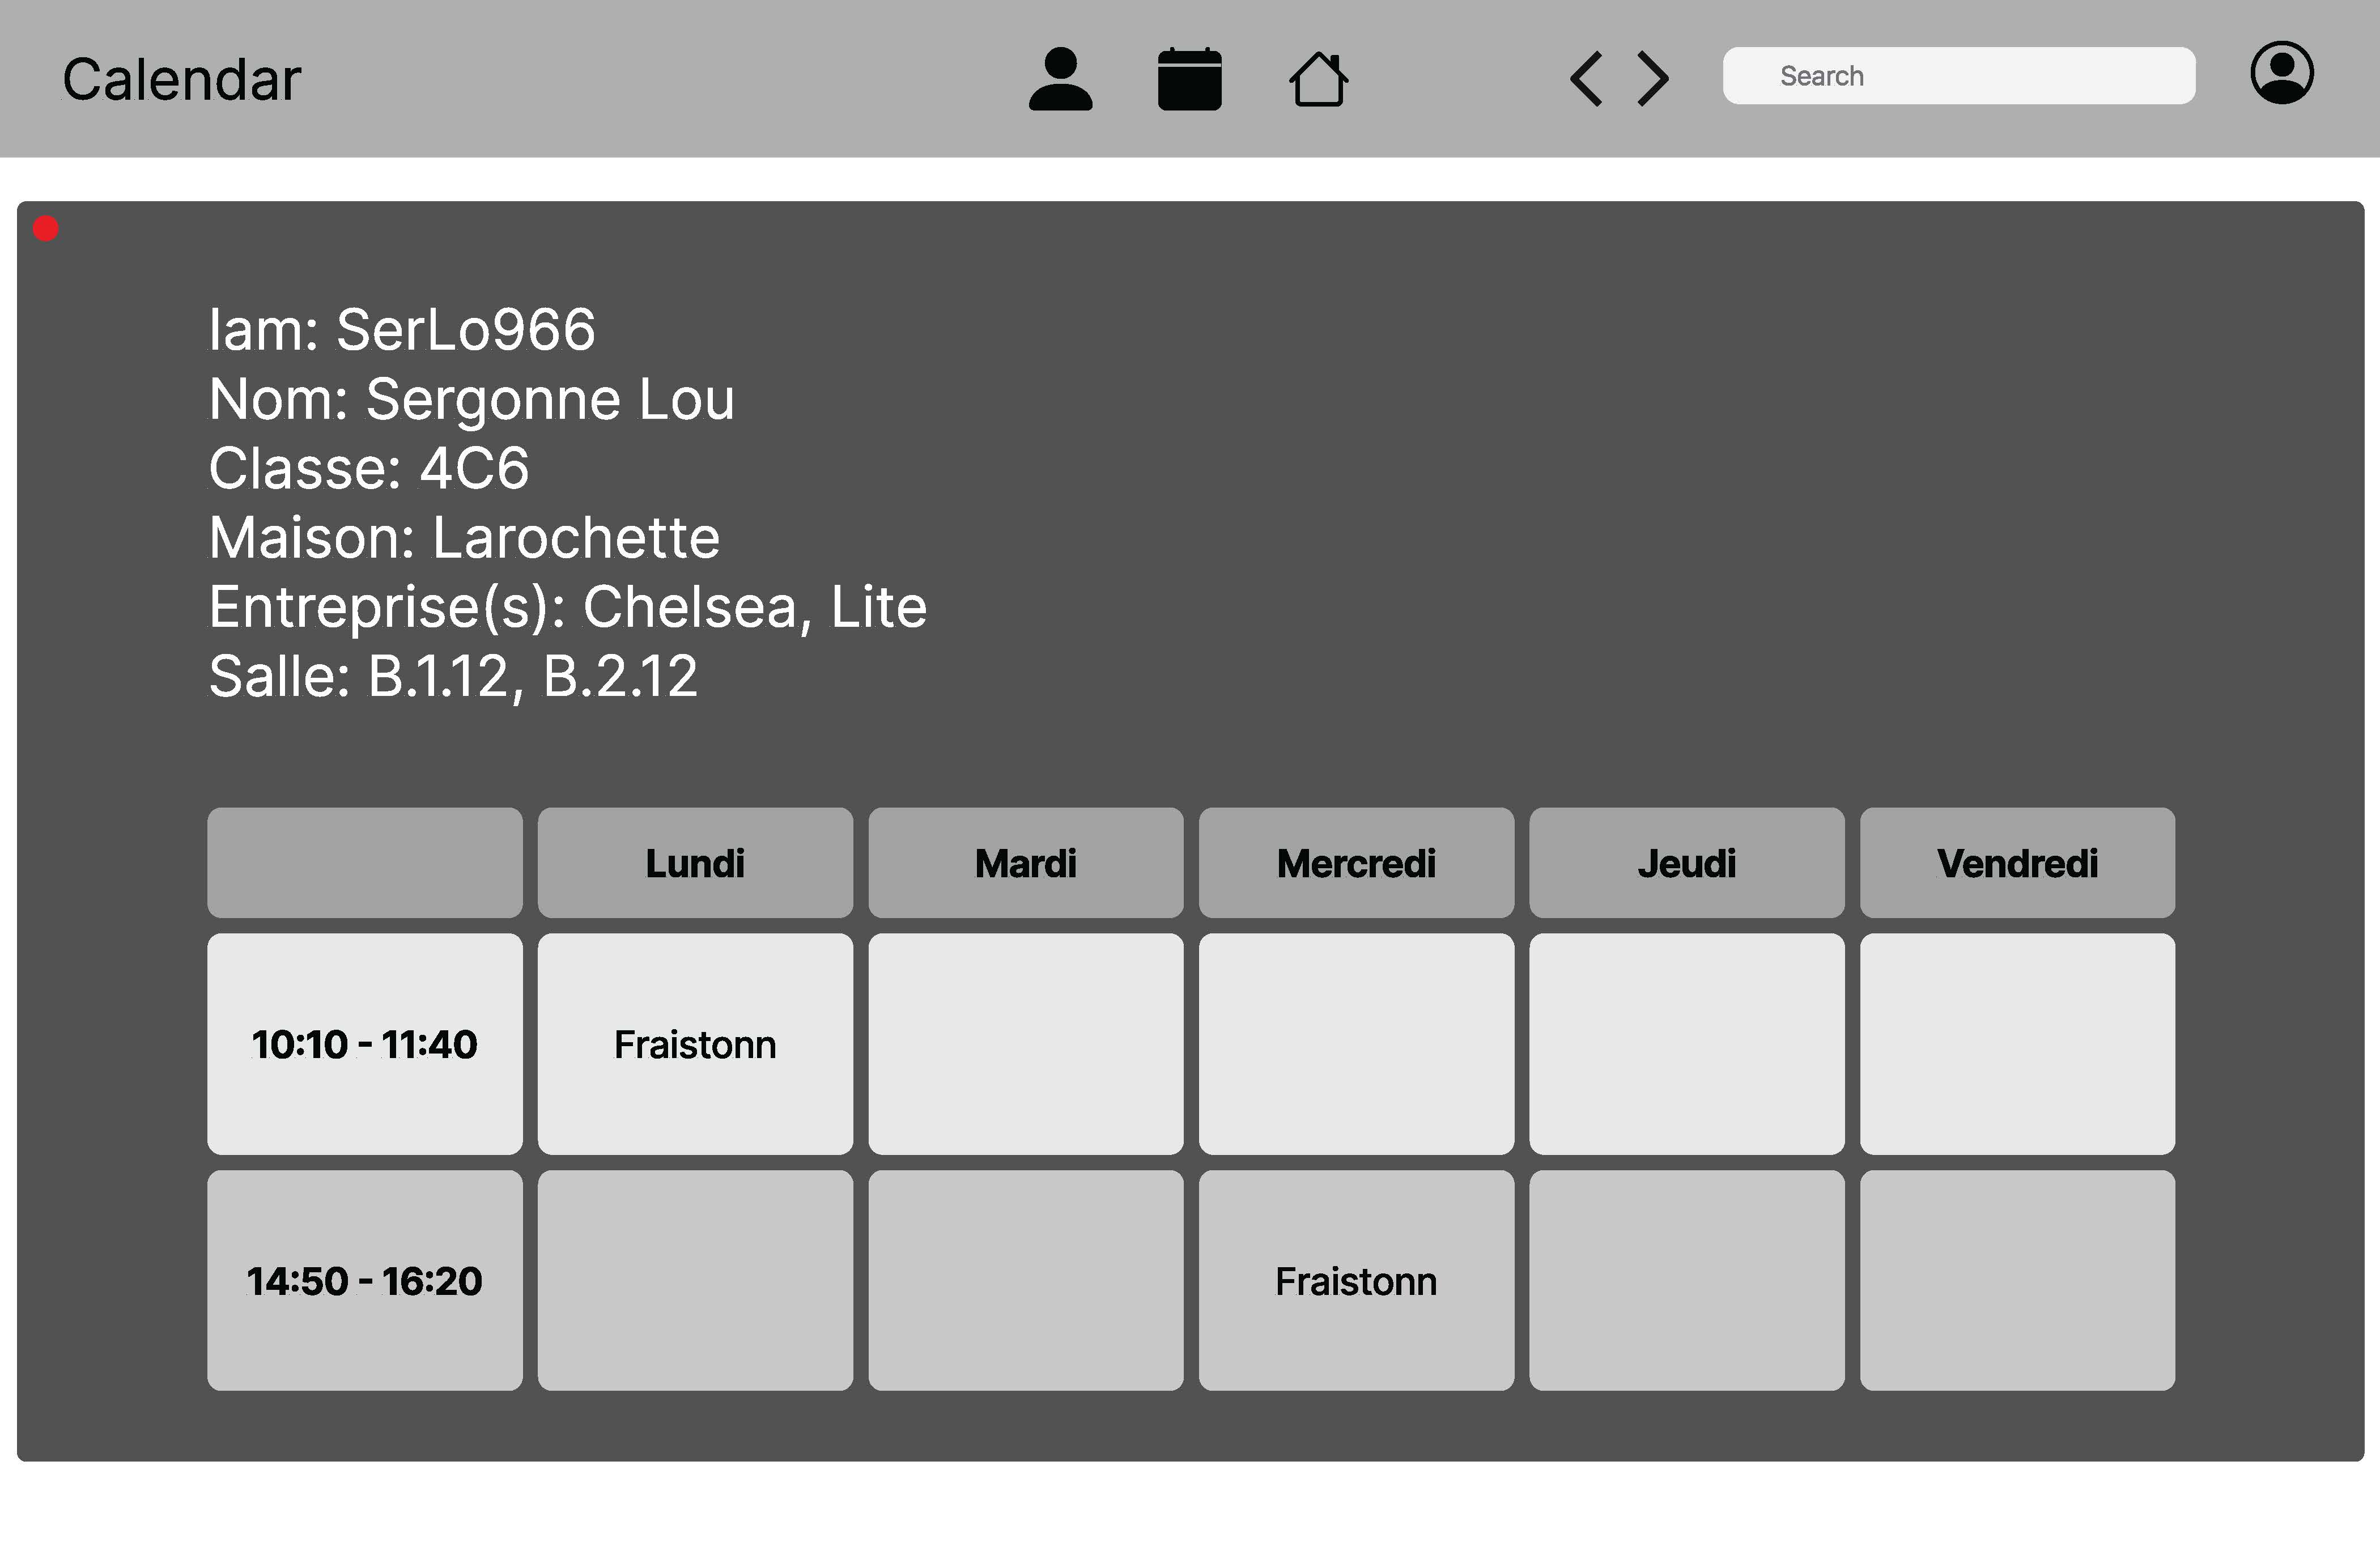 Calendar
Search
Iam: SerLo966
Nom: Sergonne Lou
Classe: 4C6
Maison: Larochette
Entreprise(s): Chelsea, Lite
Salle: B.1.12, B.2.12
Lundi Mardi Mercredi Jeudi Vendredi
10:10 - 11:40 Fraistonn
14:50 - 16:20 Fraistonn